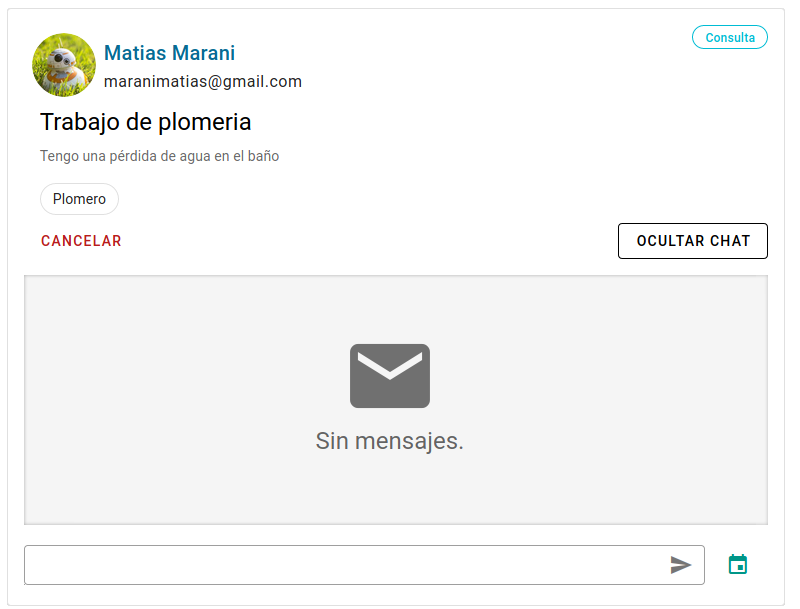 Matias Marani
Consulta
maranimatias@gmail.com
Trabajo de plomeria
Tengo una pérdida de agua en el baño
Plomero
CANCELAR
OCULTAR CHAT
Sin mensajes.